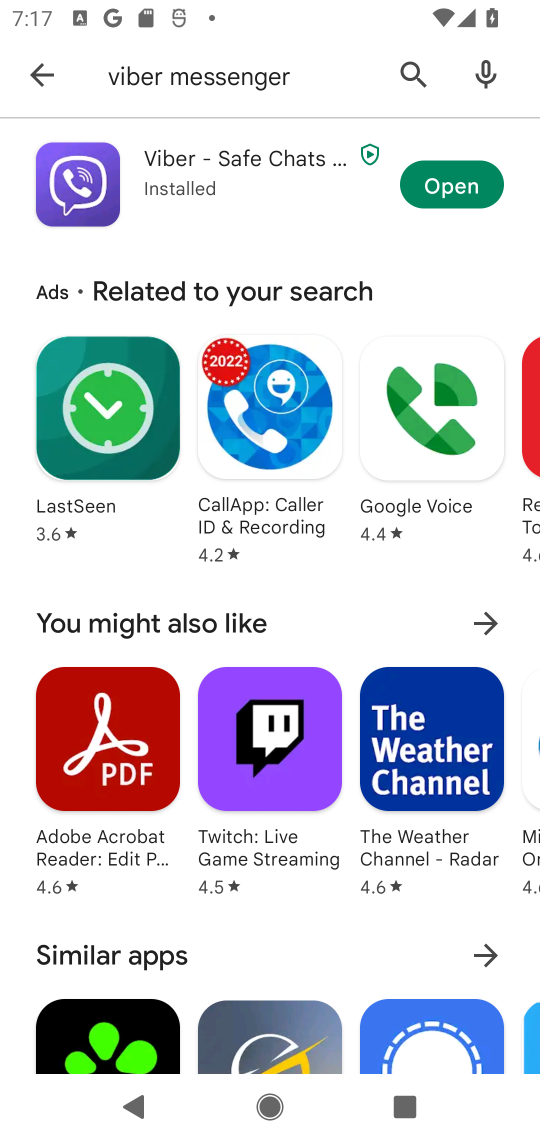 7:17
viber messenger
Viber - Safe Chats ...
Installed
Open
Ads • Related to your search
2022
LastSeen
3.6 ★
CallApp: Caller
ID & Recording
4.2 ★
Google Voice
4.4 ★
Re
To
4.
You might also like
PDF
The
Weather
Channel
Adobe Acrobat
Reader: Edit P...
4.6 ★
Twitch: Live
Game Streaming
4.5 ★
The Weather
Channel - Radar
4.6 ★
Mi
On
4.
Similar apps